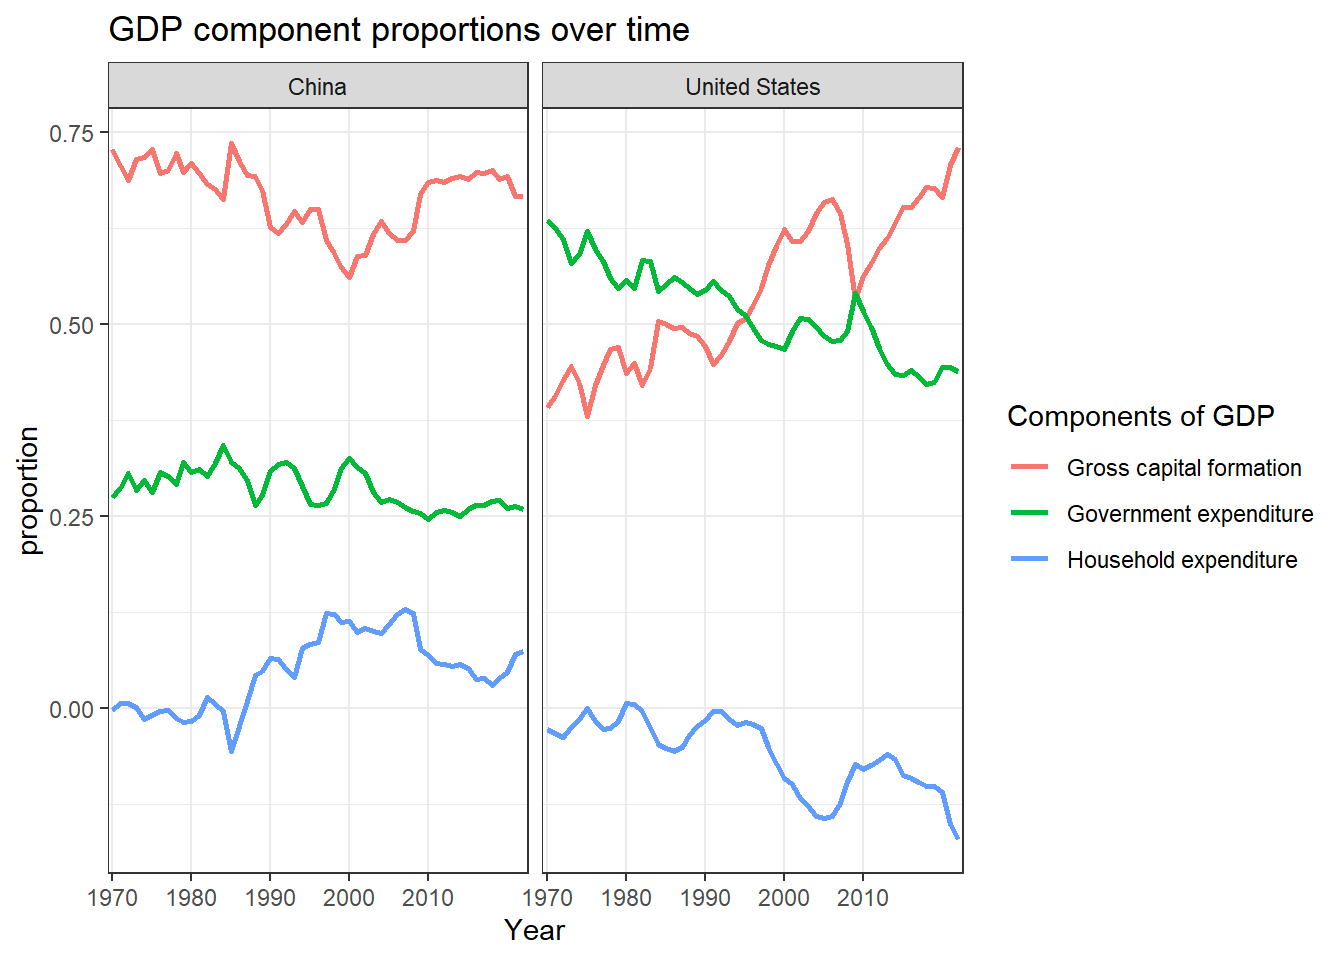 GDP component proportions over time
China
United States
0.75
0.50
0.25
0.00
proportion
1970 1980 1990 2000 2010
1970 1980 1990 2000 2010
Year
Components of GDP
Gross capital formation
Government expenditure
Household expenditure